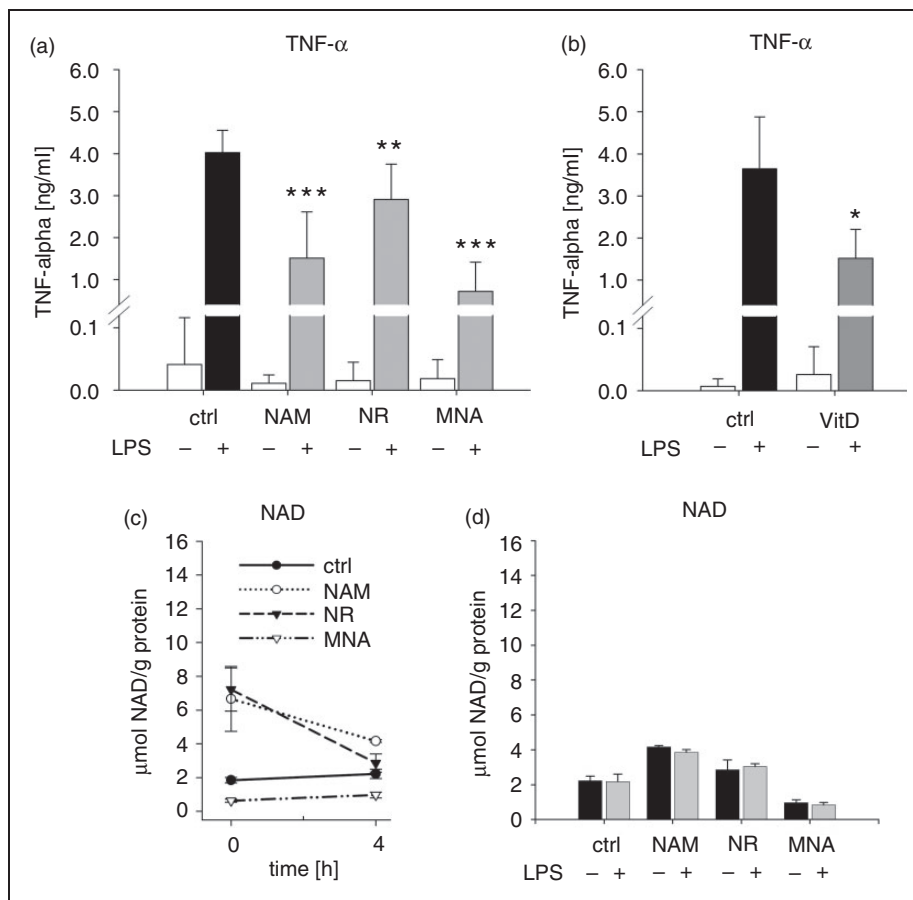 (a) TNF-α
TNF-alpha [ng/ml]
6.0
5.0
4.0
3.0
2.0
1.0
0.1
0.0
***
**
***
ctrl NAM NR MNA
LPS – + – + – + – +
(b) TNF-α
TNF-alpha [ng/ml]
6.0
5.0
4.0
3.0
2.0
1.0
0.1
0.0
*
ctrl VitD
LPS – + – +
(c) NAD
μmol NAD/g protein
16
14
12
10
8
6
4
2
0
ctrl
NAM
NR
MNA
0 4
time [h]
(d) NAD
μmol NAD/g protein
16
14
12
10
8
6
4
2
0
ctrl NAM NR MNA
LPS – + – + – + – +